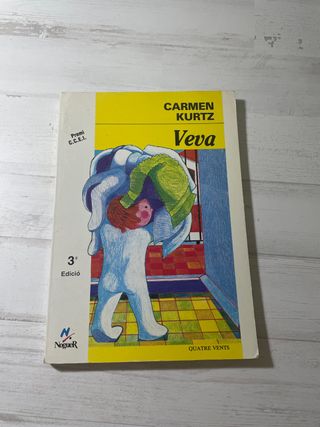 CARMEN
KURTZ
Veva
Premi
C.C.E.I.
3ª
Edició
NogueR
QUATRE VENTS